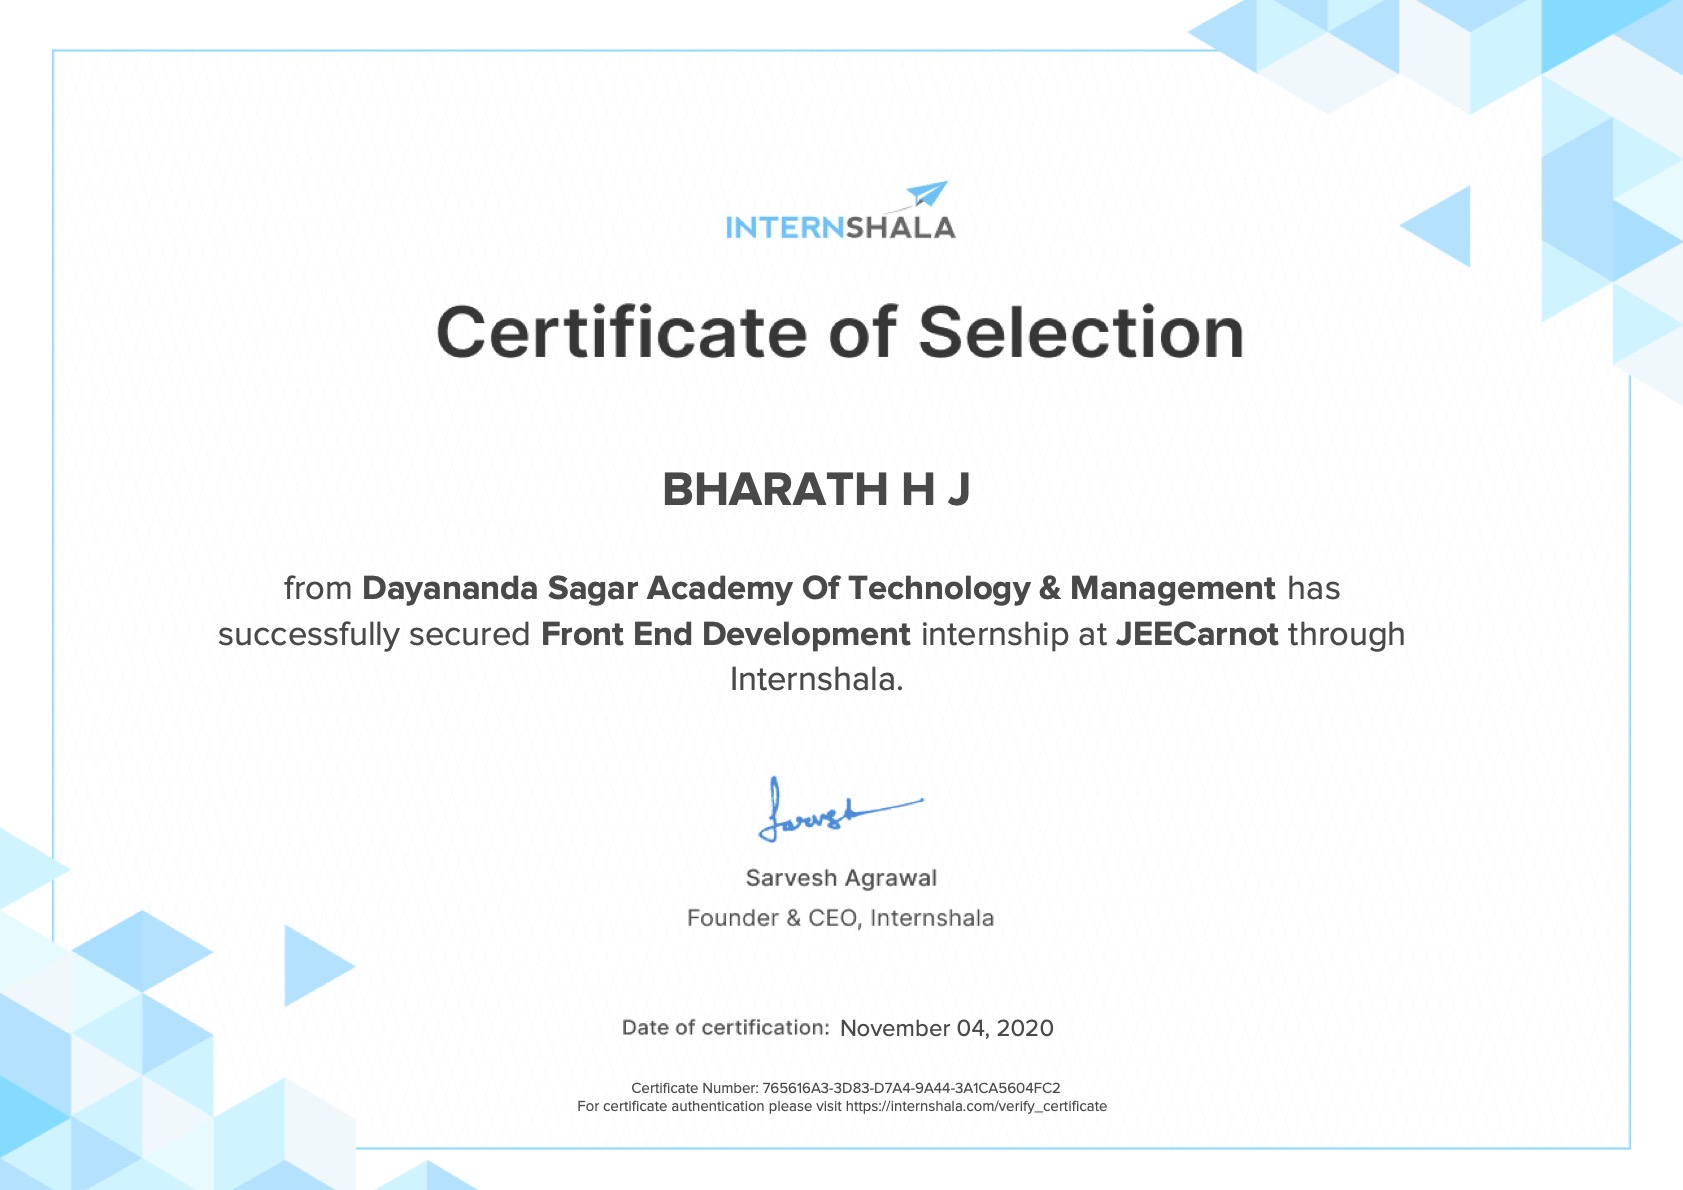 INTERNSHALA
Certificate of Selection
BHARATH H J
from Dayananda Sagar Academy Of Technology & Management has
successfully secured Front End Development internship at JEECarnot through
Internshala.
Sarvesh
Sarvesh Agrawal
Founder & CEO, Internshala
Date of certification: November 04, 2020
Certificate Number: 765616A3-3D83-D7A4-9A44-3A1CA5604FC2
For certificate authentication please visit https://internshala.com/verify_certificate